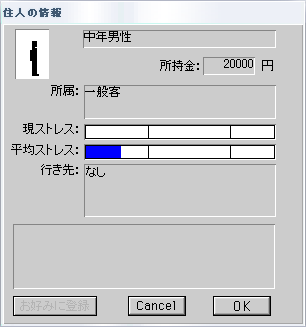 住人の情報
中年男性
所持金: 20000 円
所属: 一般客
現ストレス:
平均ストレス:
行き先: なし
お好みに登録 Cancel OK